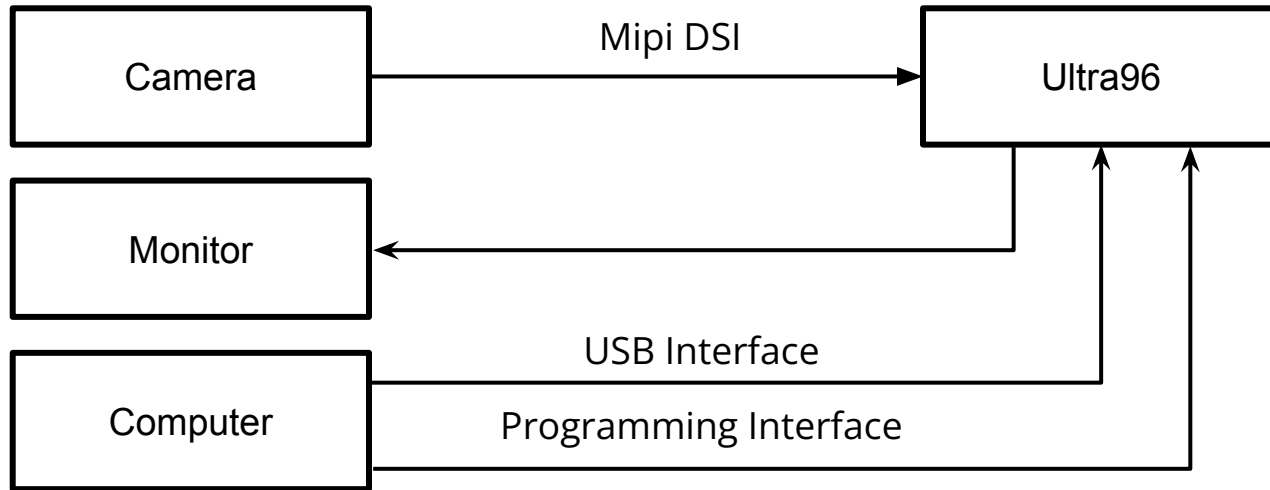 Mipi DSI
Camera
Ultra96
Monitor
USB Interface
Computer
Programming Interface